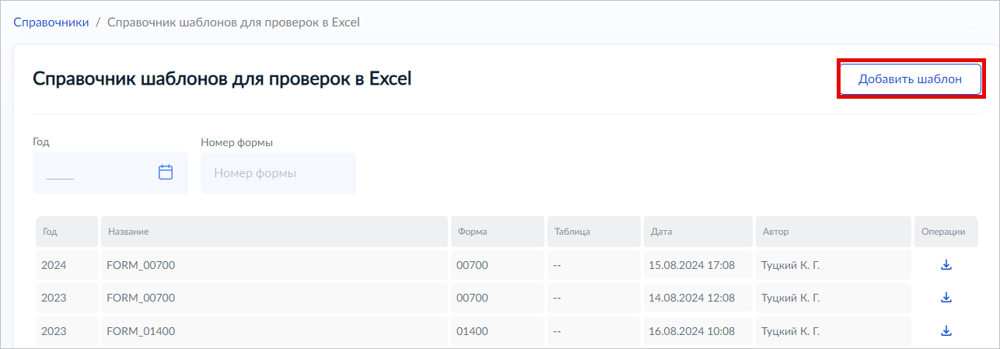 Справочники / Справочник шаблонов для проверок в Excel
Справочник шаблонов для проверок в Excel
Добавить шаблон
Год Номер формы
_____ Номер формы
Год Название Форма Таблица Дата Автор Операции
2024 FORM_00700 00700 -- 15.08.2024 17:08 Туцкий К. Г.
2023 FORM_00700 00700 -- 14.08.2024 12:08 Туцкий К. Г.
2023 FORM_01400 01400 -- 16.08.2024 10:08 Туцкий К. Г.